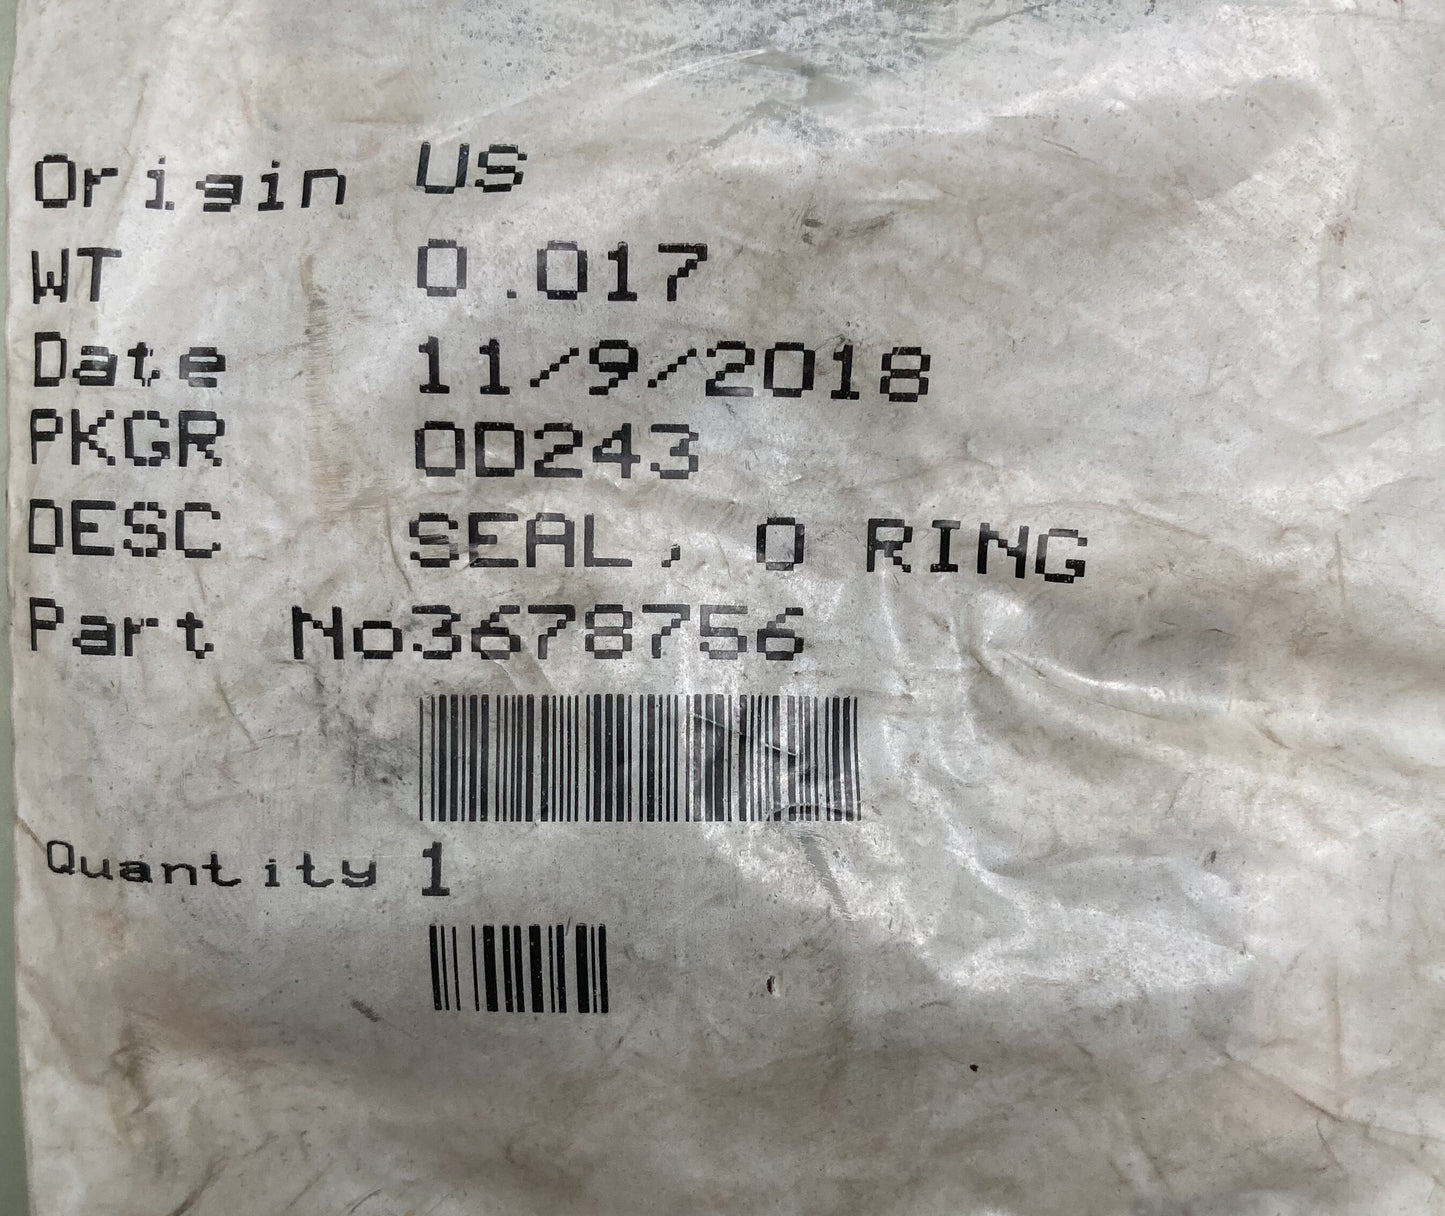 Origin US
WT 0.017
Date 11/9/2018
PKGR OD243
DESC SEAL, O RING
Part No3678756
Quantity 1